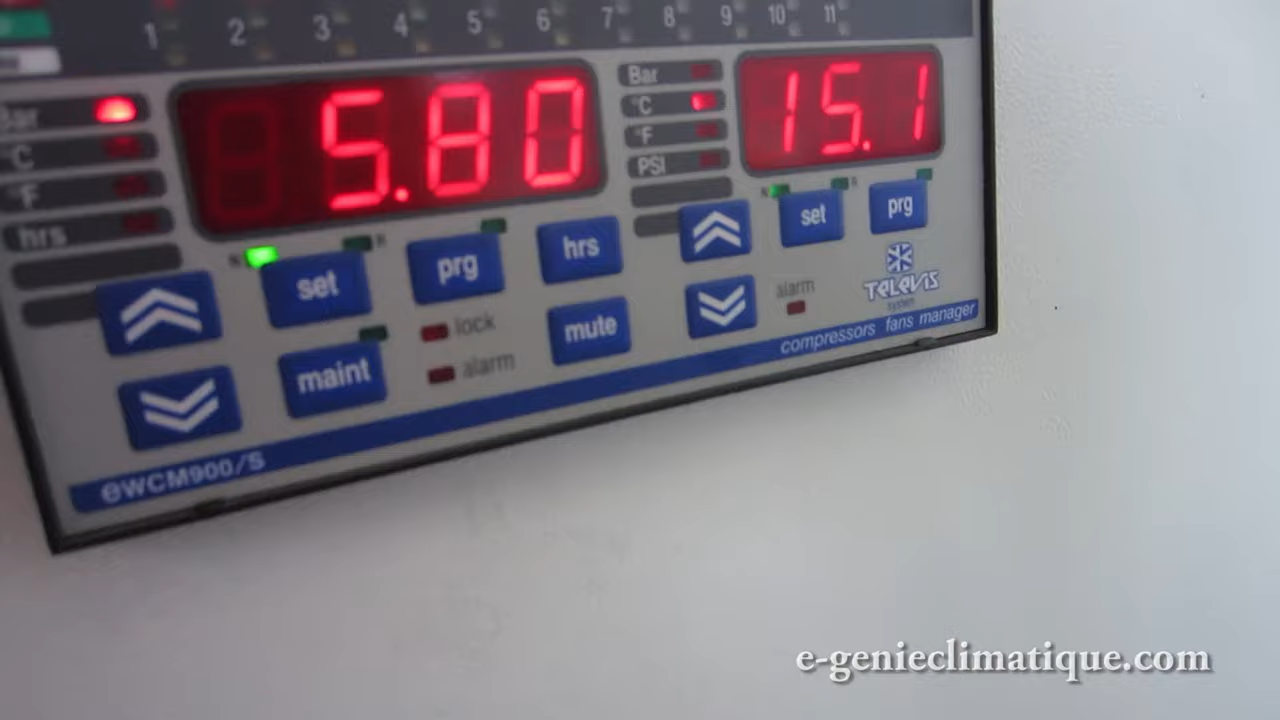 1 2 3 4 5 6 7 8 9 10 11
Bar
°C
°F
hrs
5.80
Bar
°C
°F
PSI
15.1
N R
set
prg
hrs
maint
lock
alarm
mute
N R
set
prg
alarm
TELEVIS
system
compressors fans manager
eWCM900/S
e-genieclimatique.com